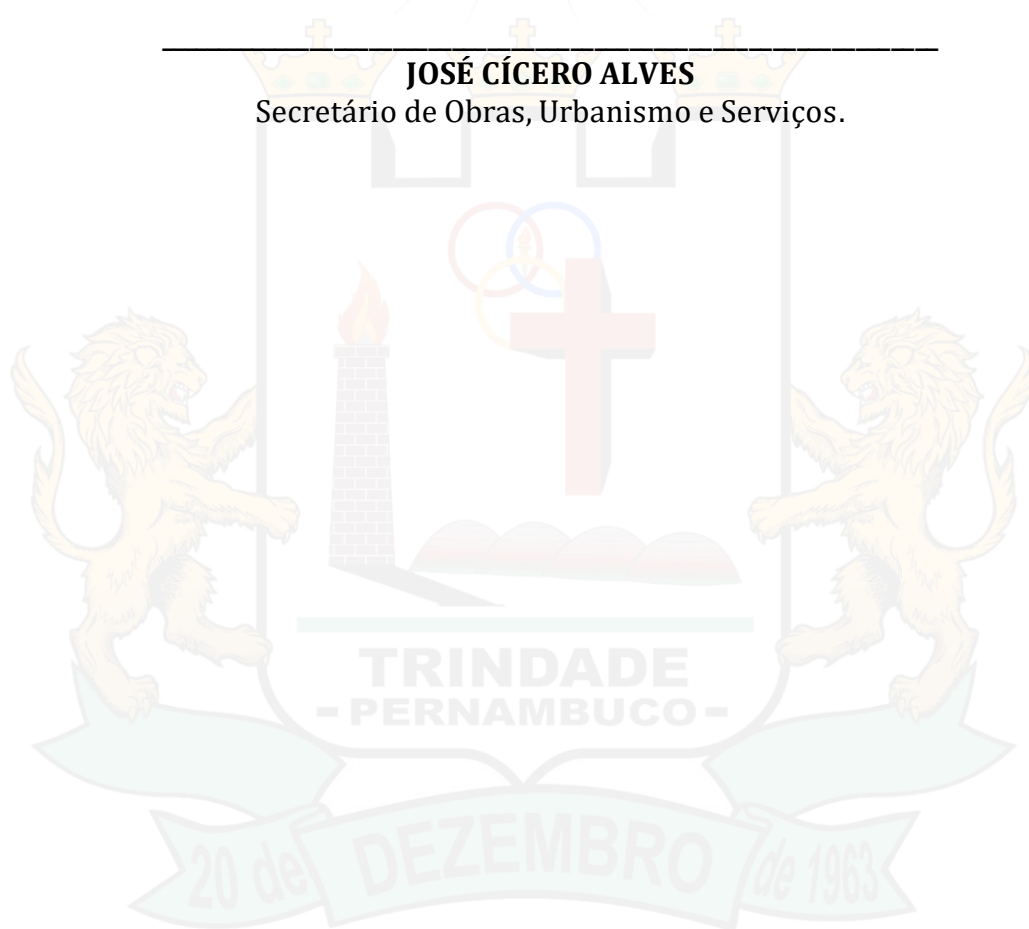 JOSÉ CÍCERO ALVES
Secretário de Obras, Urbanismo e Serviços.
TRINDADE
- PERNAMBUCO -
20 de DEZEMBRO de 1963